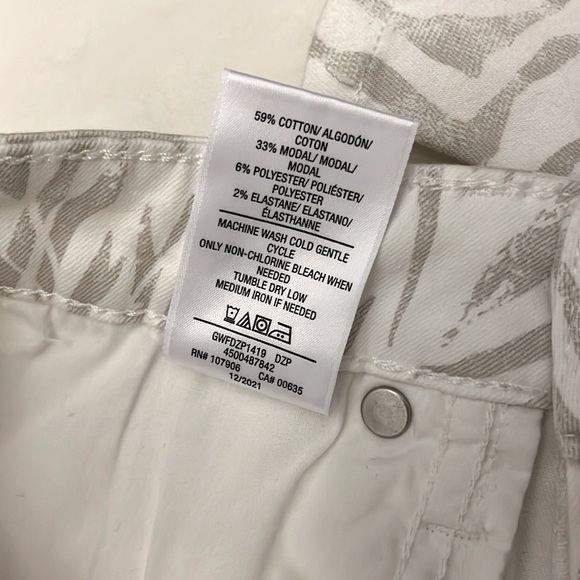 59% COTTON/ ALGODÓN/
COTON
33% MODAL/ MODAL/
MODAL
6% POLYESTER/ POLIÉSTER/
POLYESTER
2% ELASTANE/ ELASTANO/
ÉLASTHANNE
MACHINE WASH COLD GENTLE
CYCLE
ONLY NON-CHLORINE BLEACH WHEN
NEEDED
TUMBLE DRY LOW
MEDIUM IRON IF NEEDED
GWFDZP1419 DZP
4500487842
RN# 107906 CA# 00635
12/2021